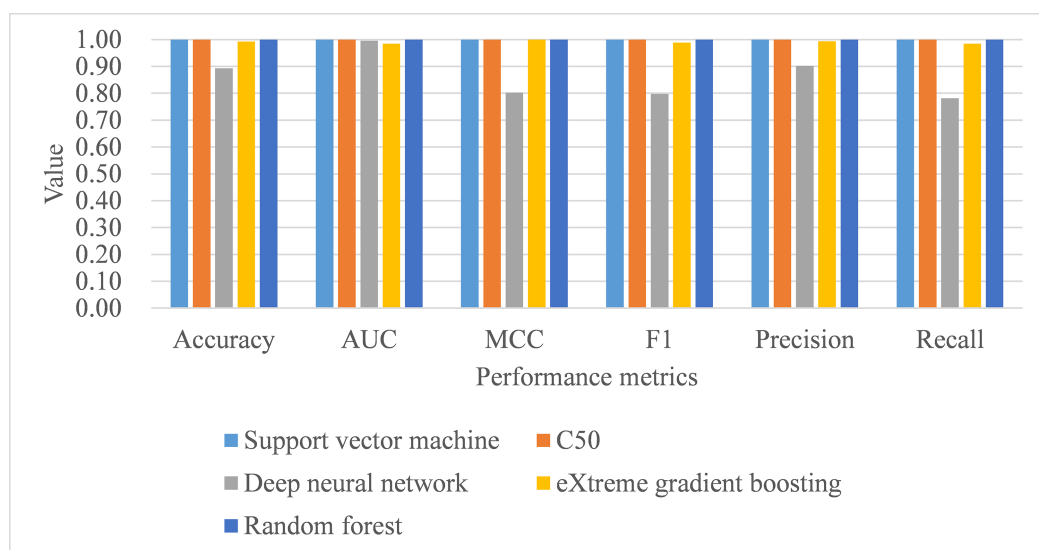 1.00
0.90
0.80
0.70
0.60
0.50
0.40
0.30
0.20
0.10
0.00
Value
Accuracy AUC MCC F1 Precision Recall
Performance metrics
Support vector machine C50
Deep neural network eXtreme gradient boosting
Random forest